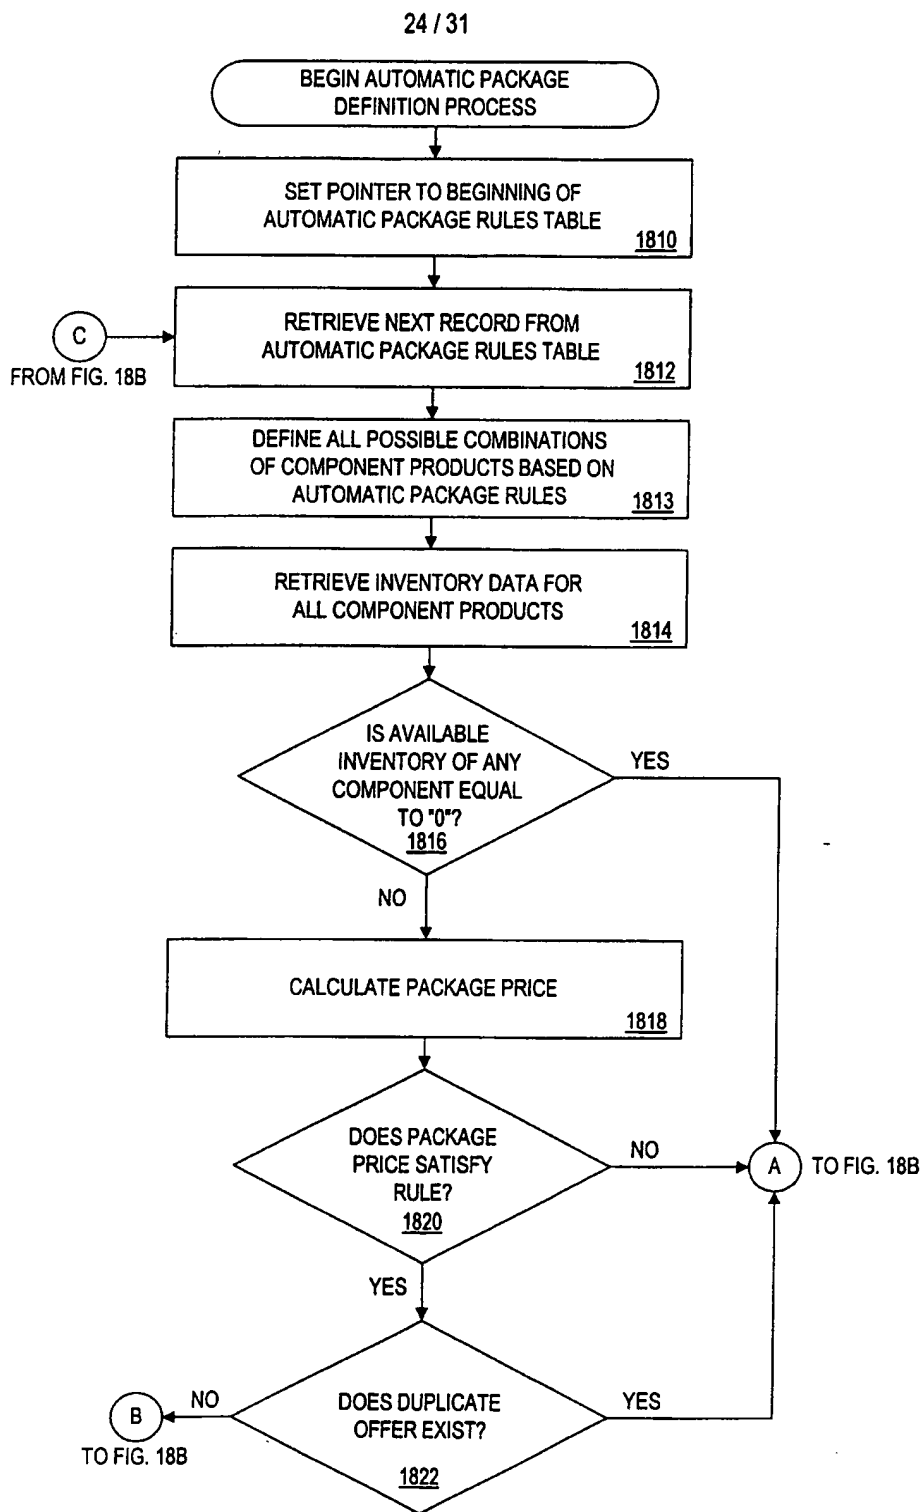 24 / 31
BEGIN AUTOMATIC PACKAGE
DEFINITION PROCESS
SET POINTER TO BEGINNING OF
AUTOMATIC PACKAGE RULES TABLE
1810
C
FROM FIG. 18B
RETRIEVE NEXT RECORD FROM
AUTOMATIC PACKAGE RULES TABLE
1812
DEFINE ALL POSSIBLE COMBINATIONS
OF COMPONENT PRODUCTS BASED ON
AUTOMATIC PACKAGE RULES
1813
RETRIEVE INVENTORY DATA FOR
ALL COMPONENT PRODUCTS
1814
IS AVAILABLE
INVENTORY OF ANY
COMPONENT EQUAL
TO "0"?
1816
YES
NO
CALCULATE PACKAGE PRICE
1818
DOES PACKAGE
PRICE SATISFY
RULE?
1820
NO
A
TO FIG. 18B
YES
DOES DUPLICATE
OFFER EXIST?
1822
YES
NO
B
TO FIG. 18B